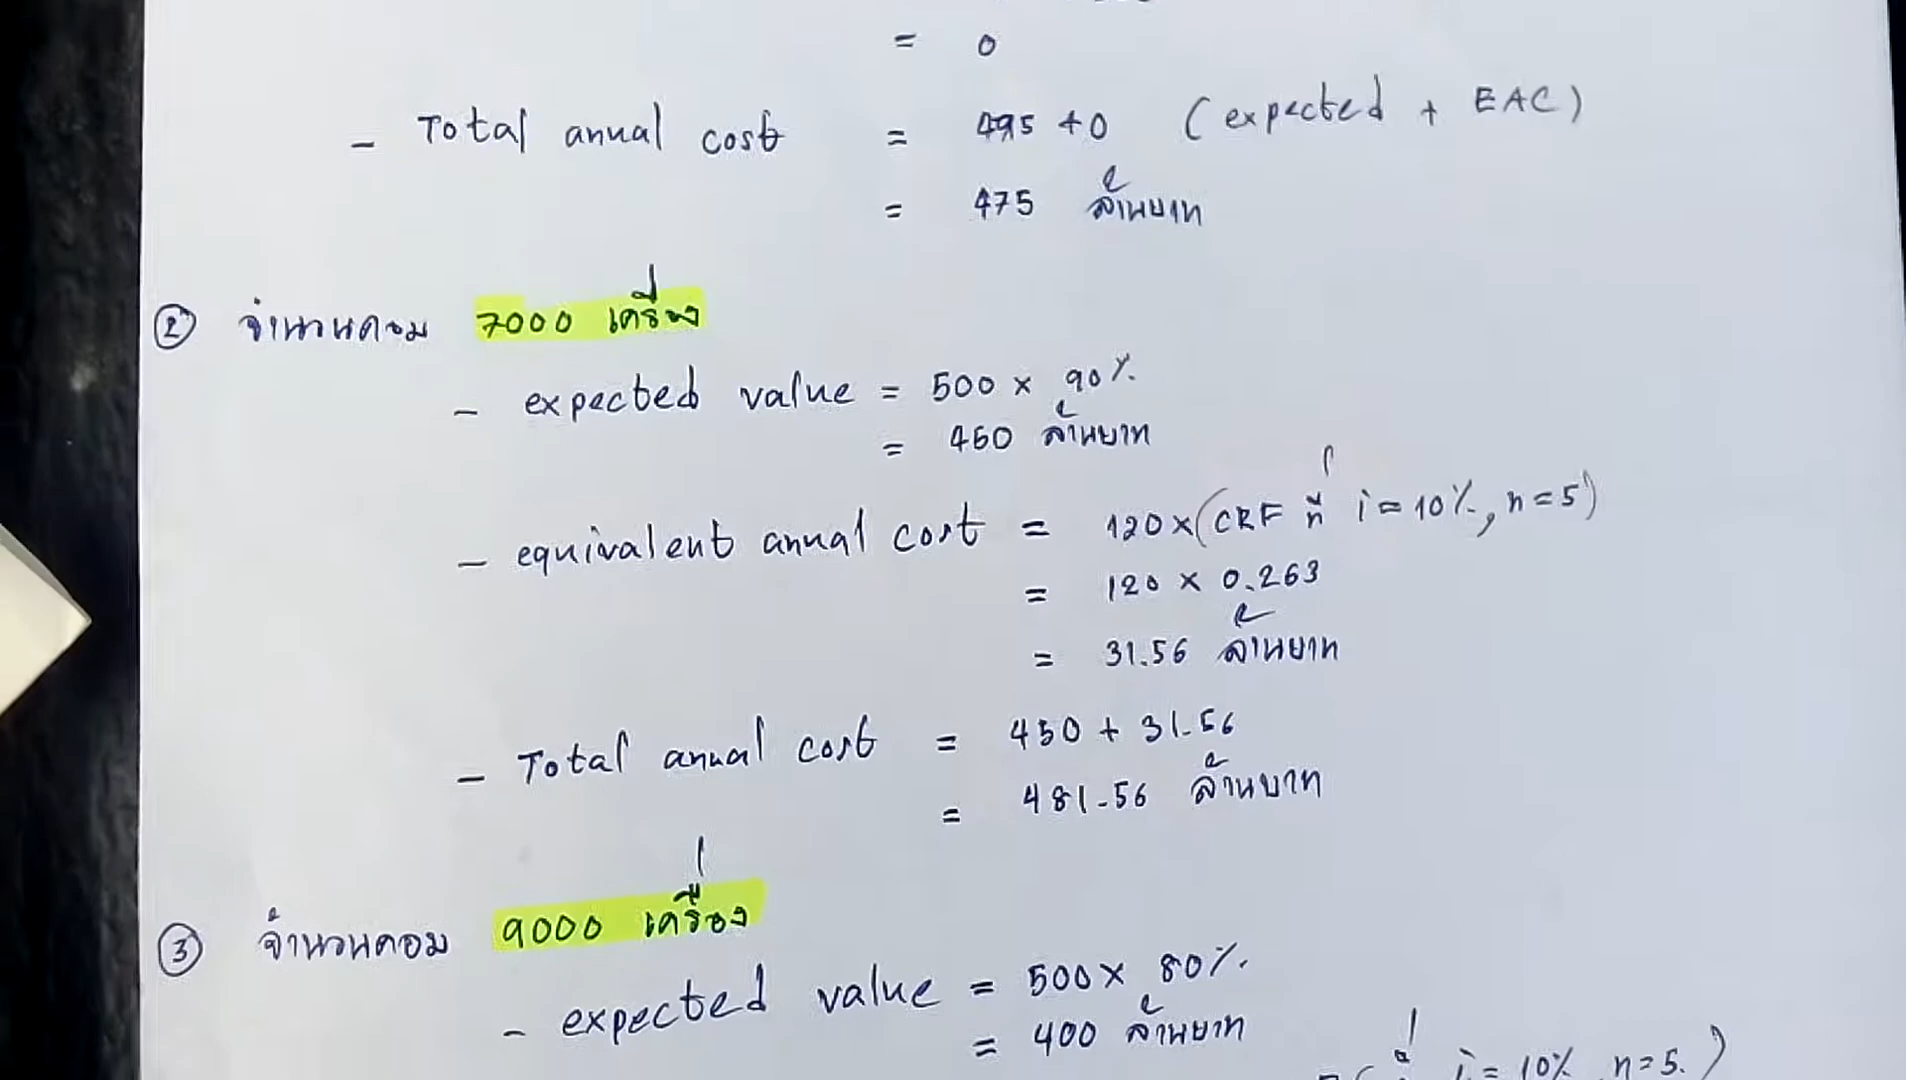 = 0
- Total anual cost = 495 + 0 (expected + EAC)
= 475 ล้านบาท
② จำนวนคอม 7000 เครื่อง
- expected value = 500 x 90%
= 450 ล้านบาท
- equivalent anual cost = 120 x (CRF ที่ i = 10%, n = 5)
= 120 x 0.263
= 31.56 ล้านบาท
- Total anual cost = 450 + 31.56
= 481.56 ล้านบาท
③ จำนวนคอม 9000 เครื่อง
- expected value = 500 x 80%.
= 400 ล้านบาท
ที่ i = 10% n = 5.)